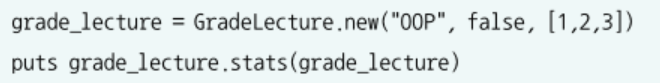 grade_lecture = GradeLecture.new("OOP", false, [1,2,3])
puts grade_lecture.stats(grade_lecture)